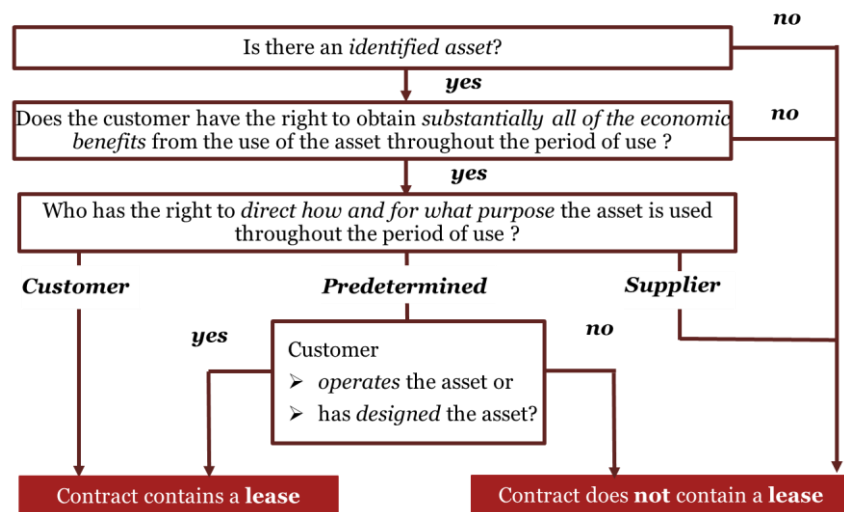 no
Is there an identified asset?
yes
Does the customer have the right to obtain substantially all of the economic
benefits from the use of the asset throughout the period of use ?
no
yes
Who has the right to direct how and for what purpose the asset is used
throughout the period of use ?
Customer
Predetermined
Supplier
yes
no
Customer
➢ operates the asset or
➢ has designed the asset?
Contract contains a lease
Contract does not contain a lease